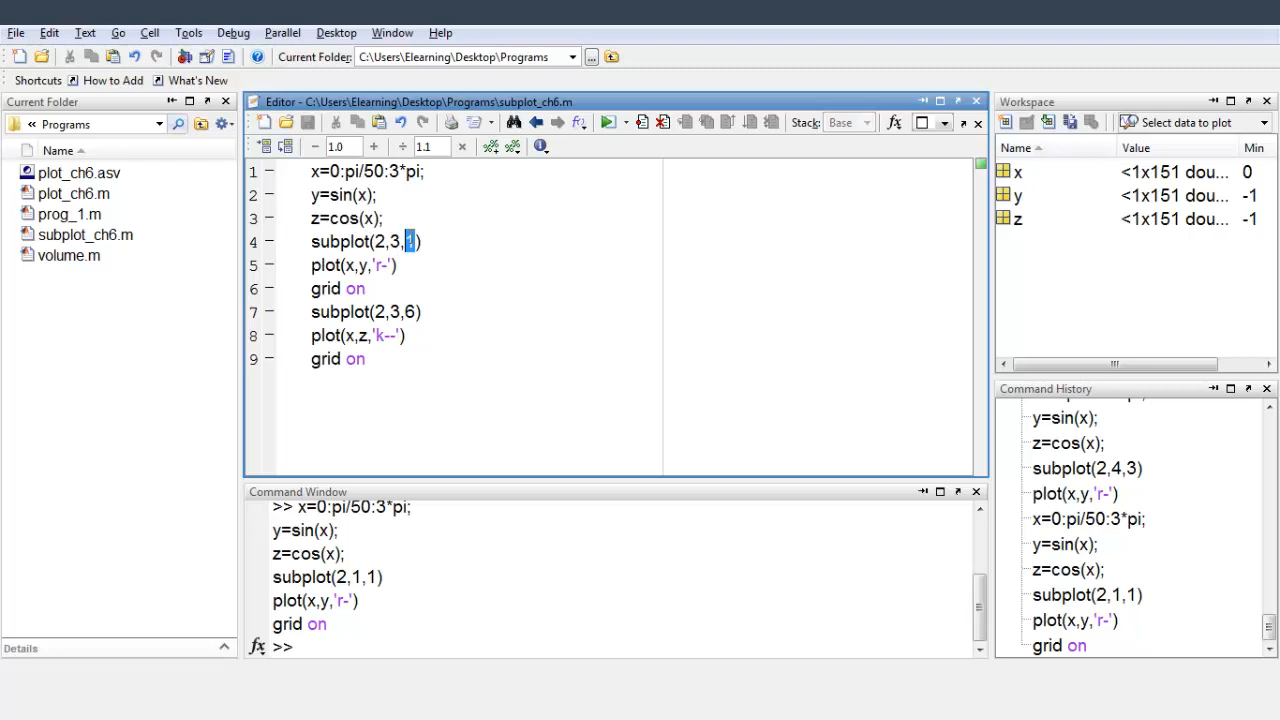 File Edit Text Go Cell Tools Debug Parallel Desktop Window Help
Current Folder: C:\Users\Elearning\Desktop\Programs ...
Shortcuts How to Add What's New
Current Folder
« Programs
Name
plot_ch6.asv
plot_ch6.m
prog_1.m
subplot_ch6.m
volume.m
Details
Editor - C:\Users\Elearning\Desktop\Programs\subplot_ch6.m
Stack: Base fx
− 1.0 + ÷ 1.1 ×
1 − x=0:pi/50:3*pi;
2 − y=sin(x);
3 − z=cos(x);
4 − subplot(2,3,1)
5 − plot(x,y,'r-')
6 − grid on
7 − subplot(2,3,6)
8 − plot(x,z,'k--')
9 − grid on
Command Window
>> x=0:pi/50:3*pi;
y=sin(x);
z=cos(x);
subplot(2,1,1)
plot(x,y,'r-')
grid on
fx >>
Workspace
Select data to plot
Name Value Min
x <1x151 dou... 0
y <1x151 dou... -1
z <1x151 dou... -1
Command History
y=sin(x);
z=cos(x);
subplot(2,4,3)
plot(x,y,'r-')
x=0:pi/50:3*pi;
y=sin(x);
z=cos(x);
subplot(2,1,1)
plot(x,y,'r-')
grid on